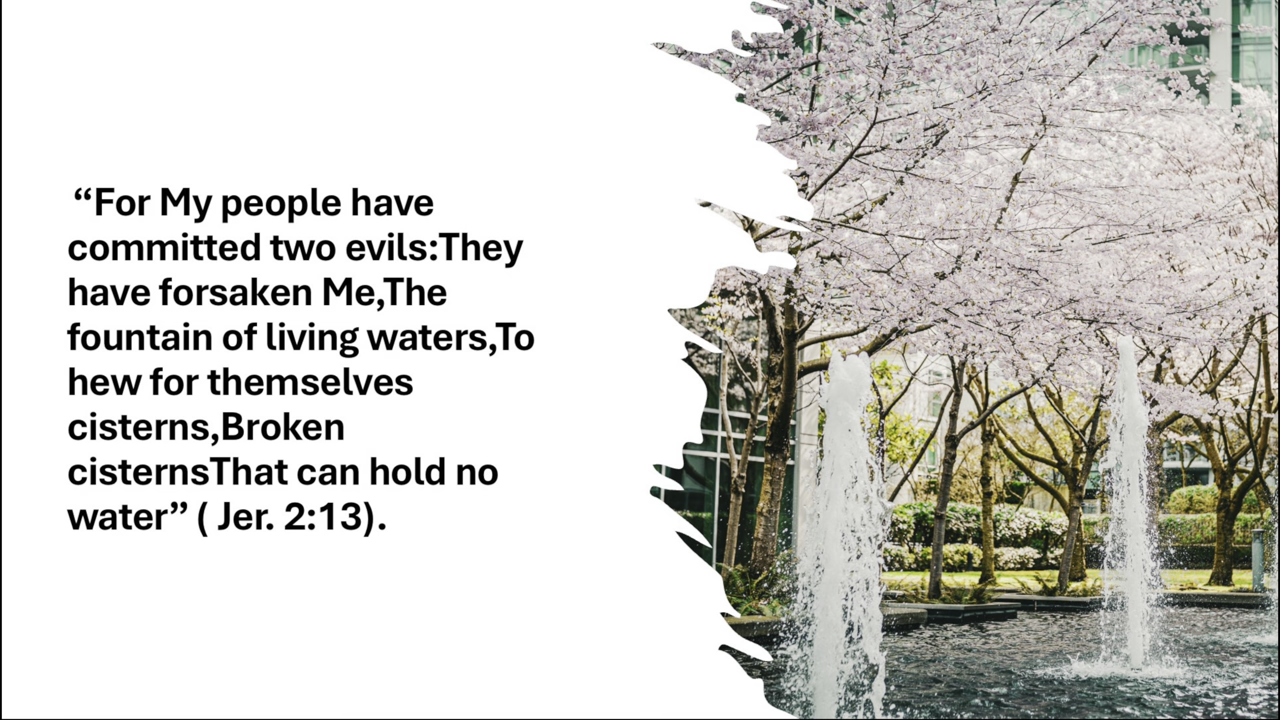 “For My people have
committed two evils:They
have forsaken Me,The
fountain of living waters,To
hew for themselves
cisterns,Broken
cisternsThat can hold no
water” ( Jer. 2:13).